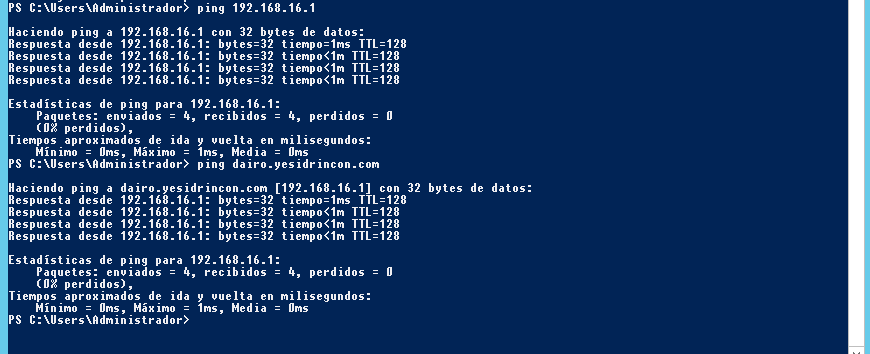 PS C:\Users\Administrador> ping 192.168.16.1
Haciendo ping a 192.168.16.1 con 32 bytes de datos:
Respuesta desde 192.168.16.1: bytes=32 tiempo=1ms TTL=128
Respuesta desde 192.168.16.1: bytes=32 tiempo<1m TTL=128
Respuesta desde 192.168.16.1: bytes=32 tiempo<1m TTL=128
Respuesta desde 192.168.16.1: bytes=32 tiempo<1m TTL=128
Estadísticas de ping para 192.168.16.1:
Paquetes: enviados = 4, recibidos = 4, perdidos = 0
(0% perdidos),
Tiempos aproximados de ida y vuelta en milisegundos:
Mínimo = 0ms, Máximo = 1ms, Media = 0ms
PS C:\Users\Administrador> ping dairo.yesidrincon.com
Haciendo ping a dairo.yesidrincon.com [192.168.16.1] con 32 bytes de datos:
Respuesta desde 192.168.16.1: bytes=32 tiempo=1ms TTL=128
Respuesta desde 192.168.16.1: bytes=32 tiempo<1m TTL=128
Respuesta desde 192.168.16.1: bytes=32 tiempo<1m TTL=128
Respuesta desde 192.168.16.1: bytes=32 tiempo<1m TTL=128
Estadísticas de ping para 192.168.16.1:
Paquetes: enviados = 4, recibidos = 4, perdidos = 0
(0% perdidos),
Tiempos aproximados de ida y vuelta en milisegundos:
Mínimo = 0ms, Máximo = 1ms, Media = 0ms
PS C:\Users\Administrador>